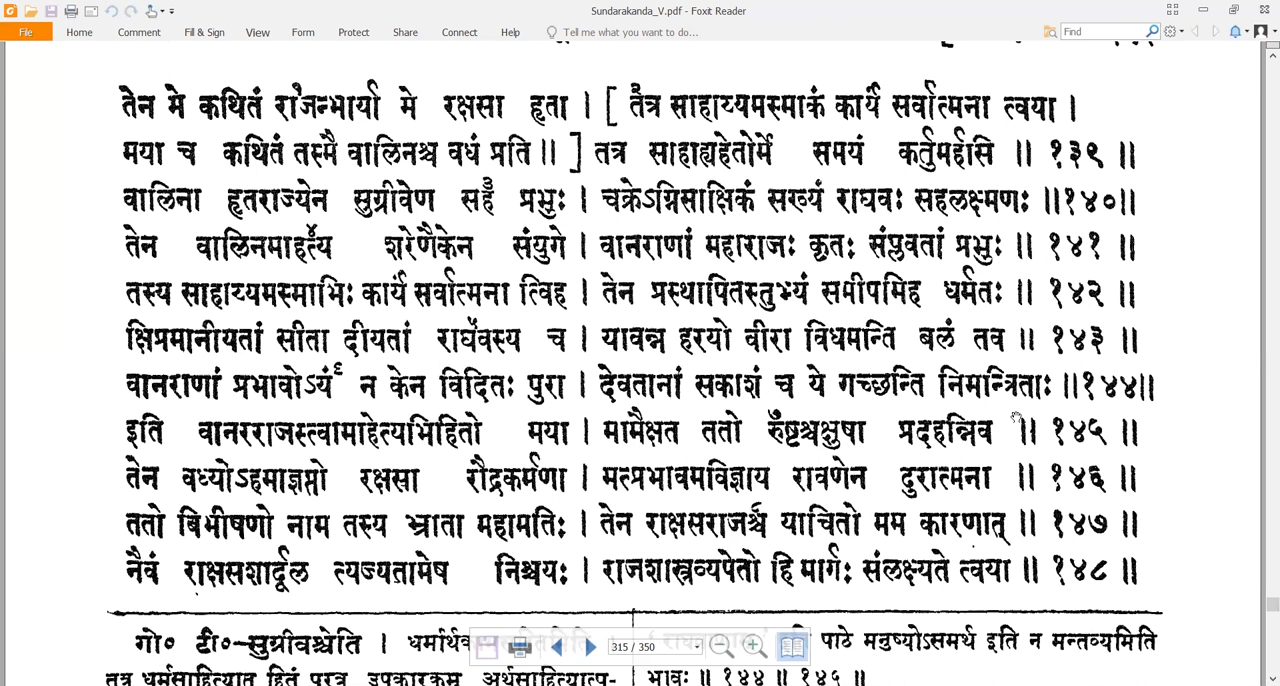 Sundarakanda_V.pdf - Foxit Reader
File Home Comment Fill & Sign View Form Protect Share Connect Help Tell me what you want to do... Find
तेन मे कथितं राजन्भार्या मे रक्षसा हृता । [ तत्रै साहाय्यमस्माकं कार्यं सर्वात्मना त्वया ।
मया च कथितं तस्मै वालिनश्च वधं प्रति ॥ ] तत्र साहाह्यहेतोर्मे समयं कर्तुमर्हसि ॥ १३९ ॥
वालिना हृतराज्येन सुग्रीवेण सह प्रभुः । चक्रेऽग्निसाक्षिकं सख्यं राघवः सहलक्ष्मणः ॥१४०॥
तेन वालिनमाहत्य शरेणैकेन संयुगे । वानराणां महाराजः कृतः संप्लवतां प्रभुः ॥ १४१ ॥
तस्य साहाय्यमस्माभिः कार्यं सर्वात्मना त्विह । तेन प्रस्थापितस्तुभ्यं समीपमिह धर्मतः ॥ १४२ ॥
क्षिप्रमानीयतां सीता दीयतां राघवस्य च । यावन्न हरयो वीरा विधमन्ति बलं तव ॥ १४३ ॥
वानराणां प्रभावोऽयं६ न केन विदितः पुरा । देवतानां सकाशं च ये गच्छन्ति निमन्त्रिताः ॥१४४॥
इति वानरराजस्त्वामाहेत्यभिहितो मया । मामैक्षत ततो रुष्टश्चक्षुषा प्रदहन्निव ॥ १४५ ॥
तेन वध्योऽहमाज्ञप्तो रक्षसा रौद्रकर्मणा । मत्प्रभावमविज्ञाय रावणेन दुरात्मना ॥ १४६ ॥
ततो बिभीषणो नाम तस्य भ्राता महामतिः । तेन राक्षसराजश्च याचितो मम कारणात् ॥ १४७ ॥
नैवं राक्षसशार्दूल त्यज्यतामेष निश्चयः । राजशास्त्रव्यपेतो हि मार्गः संलक्ष्यते त्वया ॥ १४८ ॥
गो० टी०–सुग्रीवश्चेति । पाठे मनुष्योऽसमर्थ इति न मन्तव्यमिति
315 / 350
भावः ॥ १४४ ॥ १४५ ॥